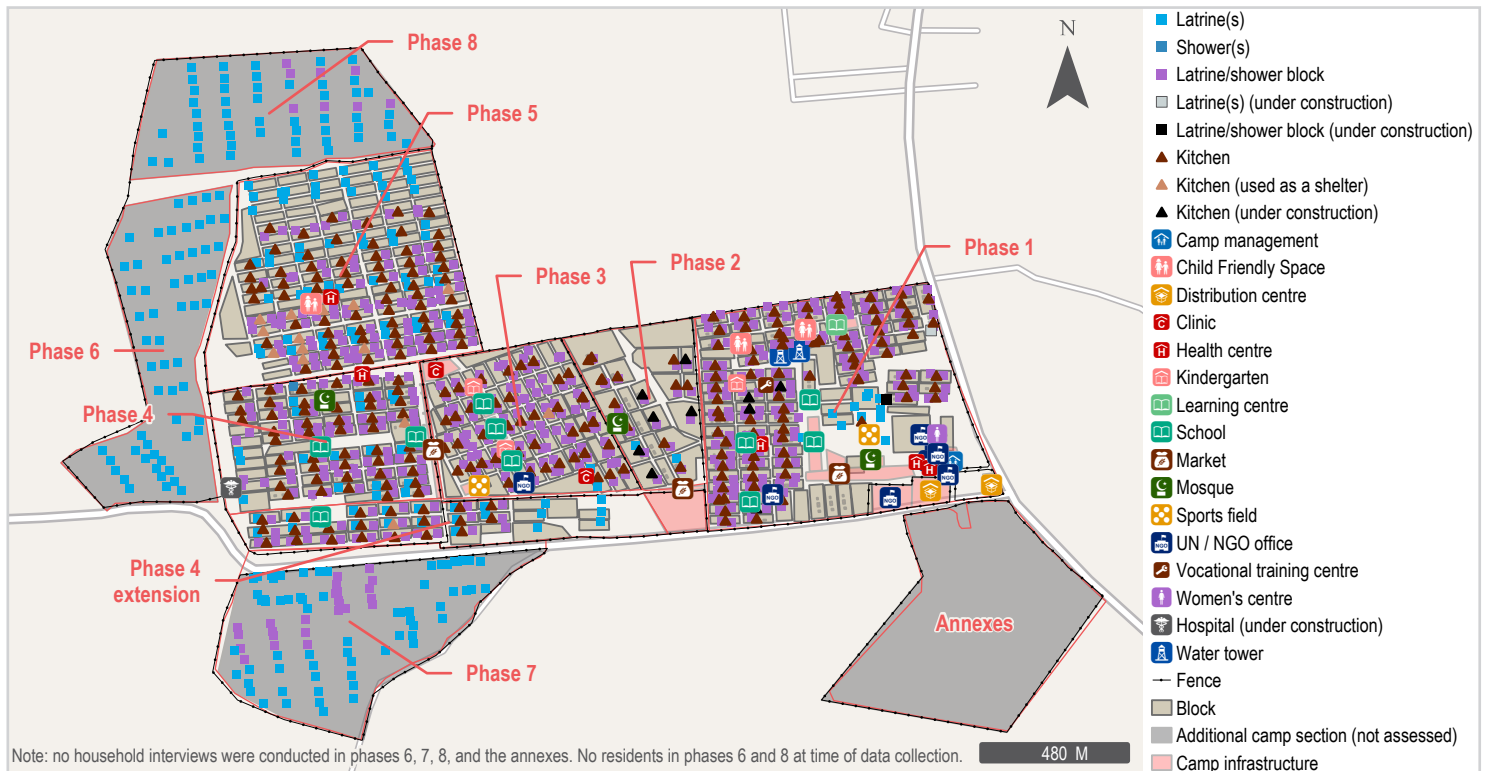 Phase 8
N
Phase 5
Phase 1
Phase 2
Phase 3
Phase 6
Phase 4
Phase 4
extension
Phase 7
Annexes
Note: no household interviews were conducted in phases 6, 7, 8, and the annexes. No residents in phases 6 and 8 at time of data collection.
480 M
Latrine(s)
Shower(s)
Latrine/shower block
Latrine(s) (under construction)
Latrine/shower block (under construction)
Kitchen
Kitchen (used as a shelter)
Kitchen (under construction)
Camp management
Child Friendly Space
Distribution centre
C Clinic
H Health centre
Kindergarten
Learning centre
School
Market
Mosque
Sports field
NGO UN / NGO office
Vocational training centre
Women's centre
Hospital (under construction)
Water tower
Fence
Block
Additional camp section (not assessed)
Camp infrastructure